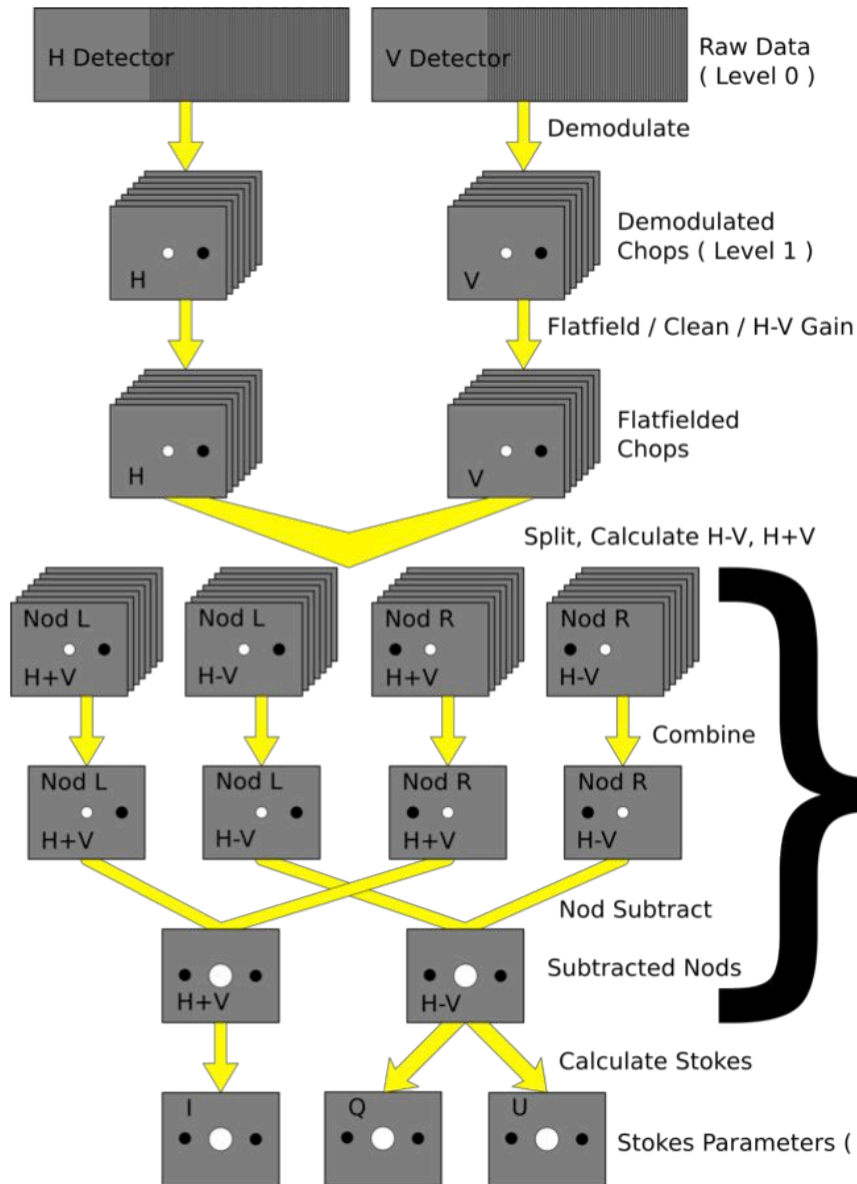 H Detector
V Detector
Raw Data
( Level 0 )
Demodulate
Demodulated
Chops ( Level 1 )
H
V
Flatfield / Clean / H-V Gain
Flatfielded
Chops
H
V
Split, Calculate H-V, H+V
Nod L
H+V
Nod L
H-V
Nod R
H+V
Nod R
H-V
Combine
Nod L
H+V
Nod L
H-V
Nod R
H+V
Nod R
H-V
Nod Subtract
Subtracted Nods
H+V
H-V
Calculate Stokes
I
Q
U
Stokes Parameters (